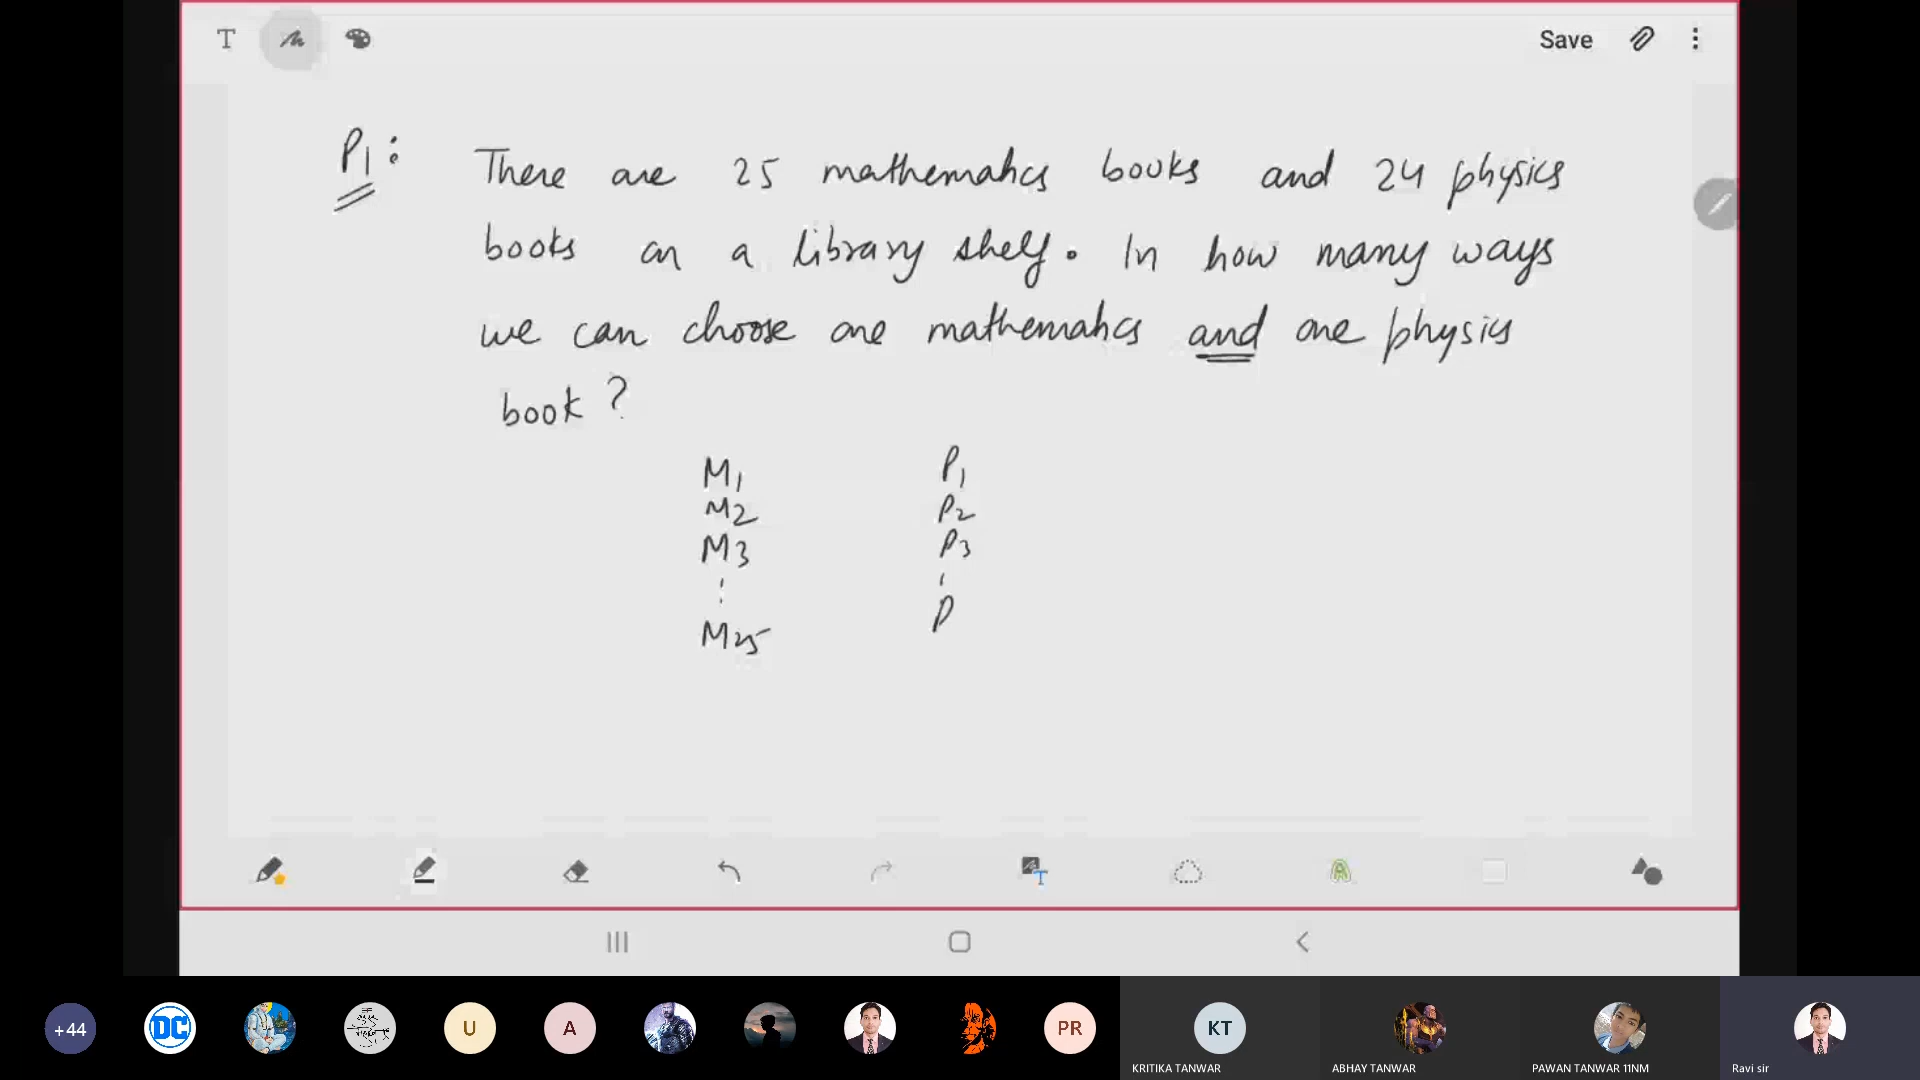 T
Save
P1: There are 25 mathematics books and 24 physics
books on a library shelf. In how many ways
we can choose one mathematics and one physics
book?
M1 P1
M2 P2
M3 P3
M25 P
T
A
+44
DC
U
A
PR
KT
KRITIKA TANWAR
ABHAY TANWAR
PAWAN TANWAR 11NM
Ravi sir